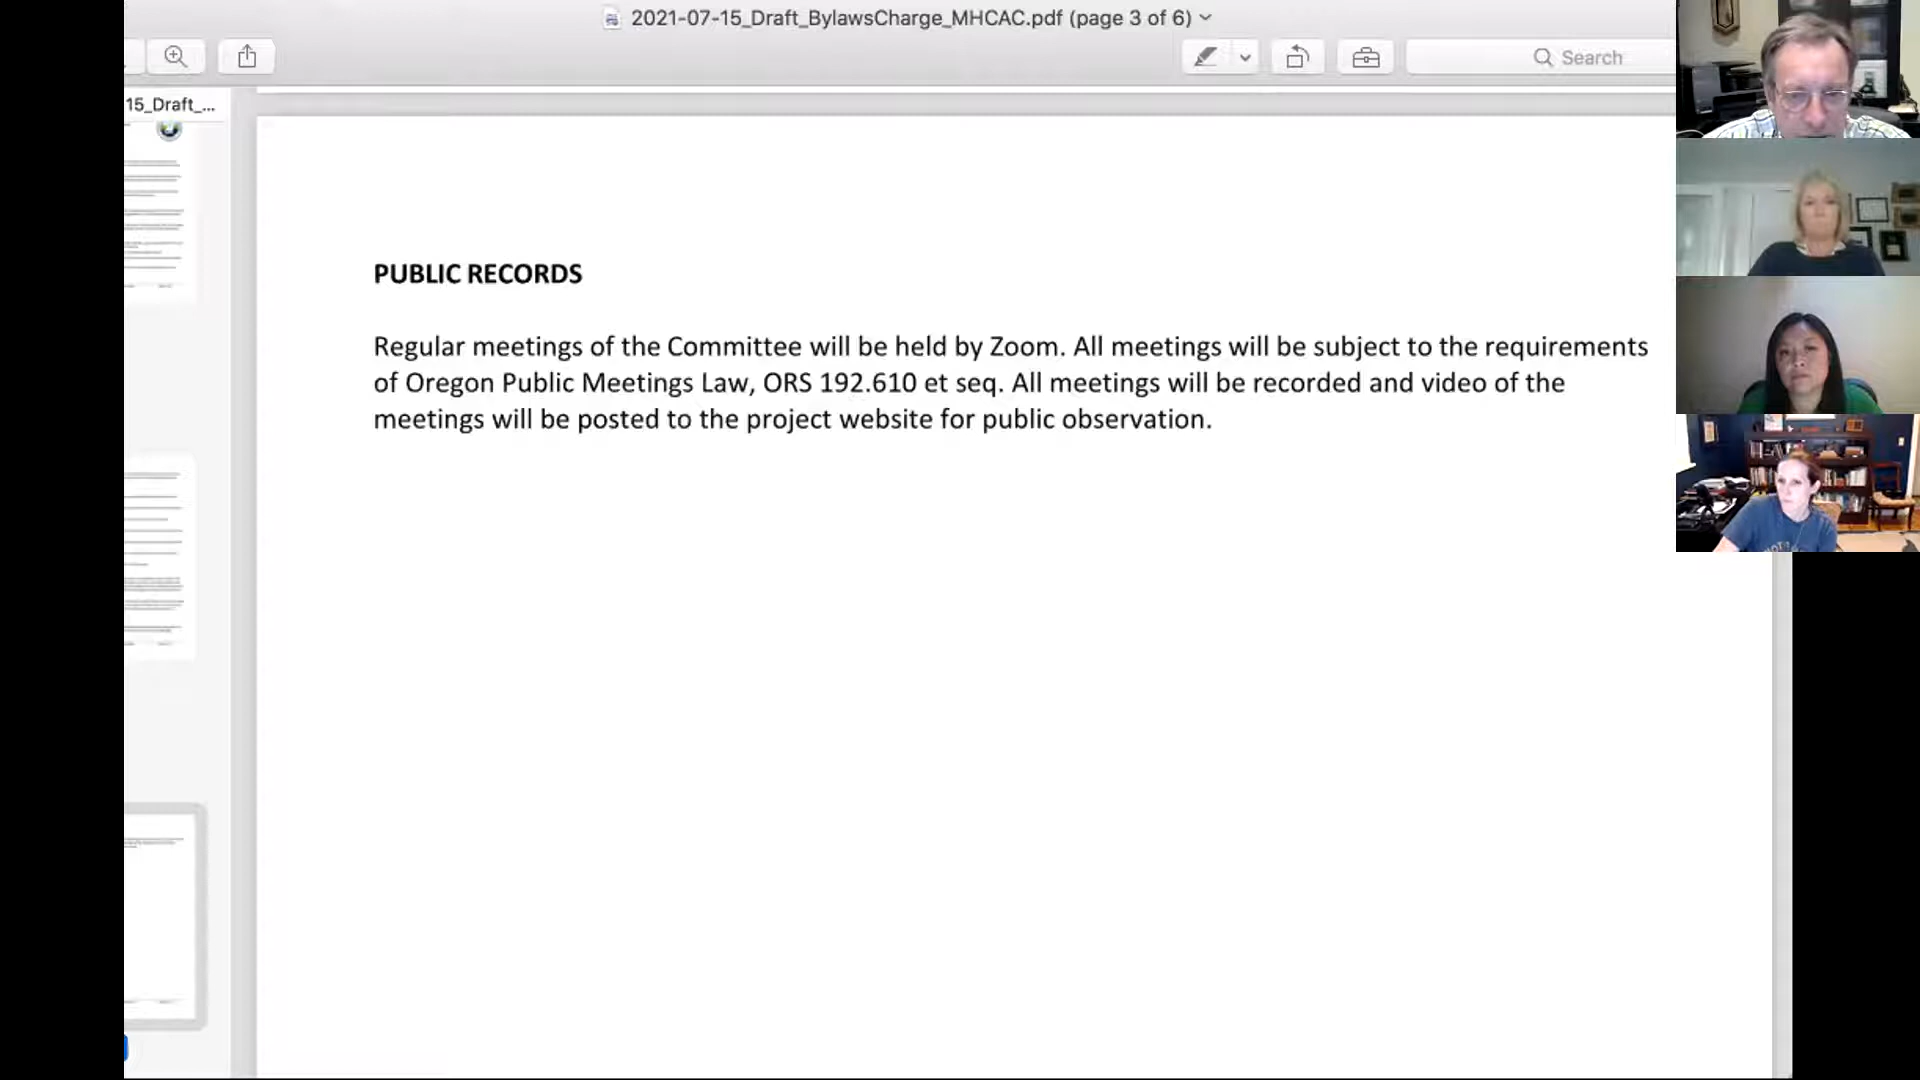 2021-07-15_Draft_BylawsCharge_MHCAC.pdf (page 3 of 6)
Search
15_Draft_...
PUBLIC RECORDS
Regular meetings of the Committee will be held by Zoom. All meetings will be subject to the requirements
of Oregon Public Meetings Law, ORS 192.610 et seq. All meetings will be recorded and video of the
meetings will be posted to the project website for public observation.